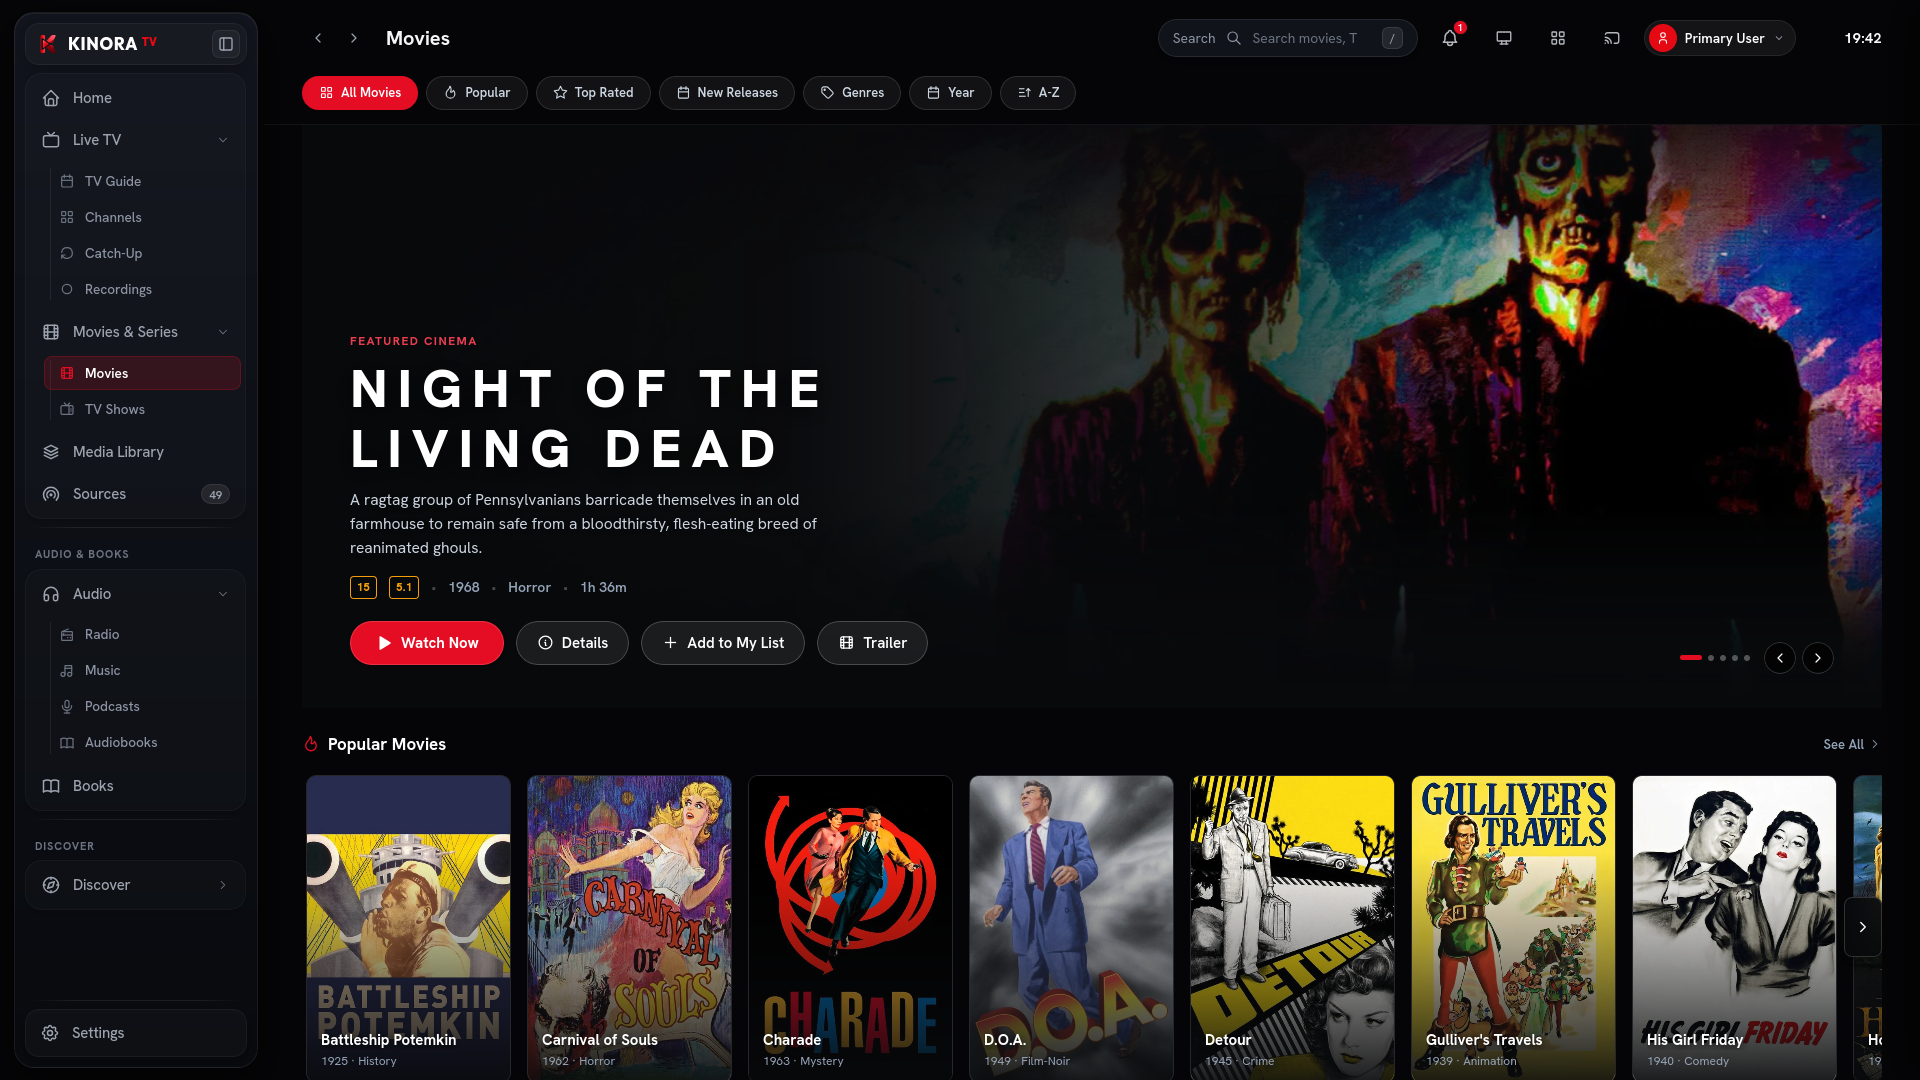 KINORA TV
Home
Live TV
TV Guide
Channels
Catch-Up
Recordings
Movies & Series
Movies
TV Shows
Media Library
Sources 49
AUDIO & BOOKS
Audio
Radio
Music
Podcasts
Audiobooks
Books
DISCOVER
Discover
Settings
Movies
Search Search movies, T /
1
Primary User
19:42
All Movies
Popular
Top Rated
New Releases
Genres
Year
A-Z
FEATURED CINEMA
NIGHT OF THE
LIVING DEAD
A ragtag group of Pennsylvanians barricade themselves in an old
farmhouse to remain safe from a bloodthirsty, flesh-eating breed of
reanimated ghouls.
15 5.1 • 1968 • Horror • 1h 36m
Watch Now
Details
Add to My List
Trailer
Popular Movies
See All
BATTLESHIP
POTEMKIN
Battleship Potemkin
1925 · History
CARNIVAL
OF
SOULS
Carnival of Souls
1962 · Horror
CHARADE
Charade
1963 · Mystery
D.O.A.
D.O.A.
1949 · Film-Noir
DETOUR
Detour
1945 · Crime
GULLIVER'S
TRAVELS
Gulliver's Travels
1939 · Animation
HIS GIRL FRIDAY
His Girl Friday
1940 · Comedy